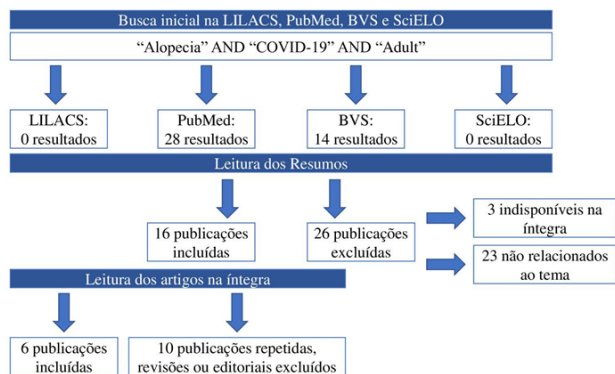 Busca inicial na LILACS, PubMed, BVS e SciELO
“Alopecia” AND “COVID-19” AND “Adult”
LILACS:
0 resultados
PubMed:
28 resultados
BVS:
14 resultados
SciELO:
0 resultados
Leitura dos Resumos
16 publicações
incluídas
26 publicações
excluídas
3 indisponíveis na
íntegra
23 não relacionados
ao tema
Leitura dos artigos na íntegra
6 publicações
incluídas
10 publicações repetidas,
revisões ou editoriais excluídos